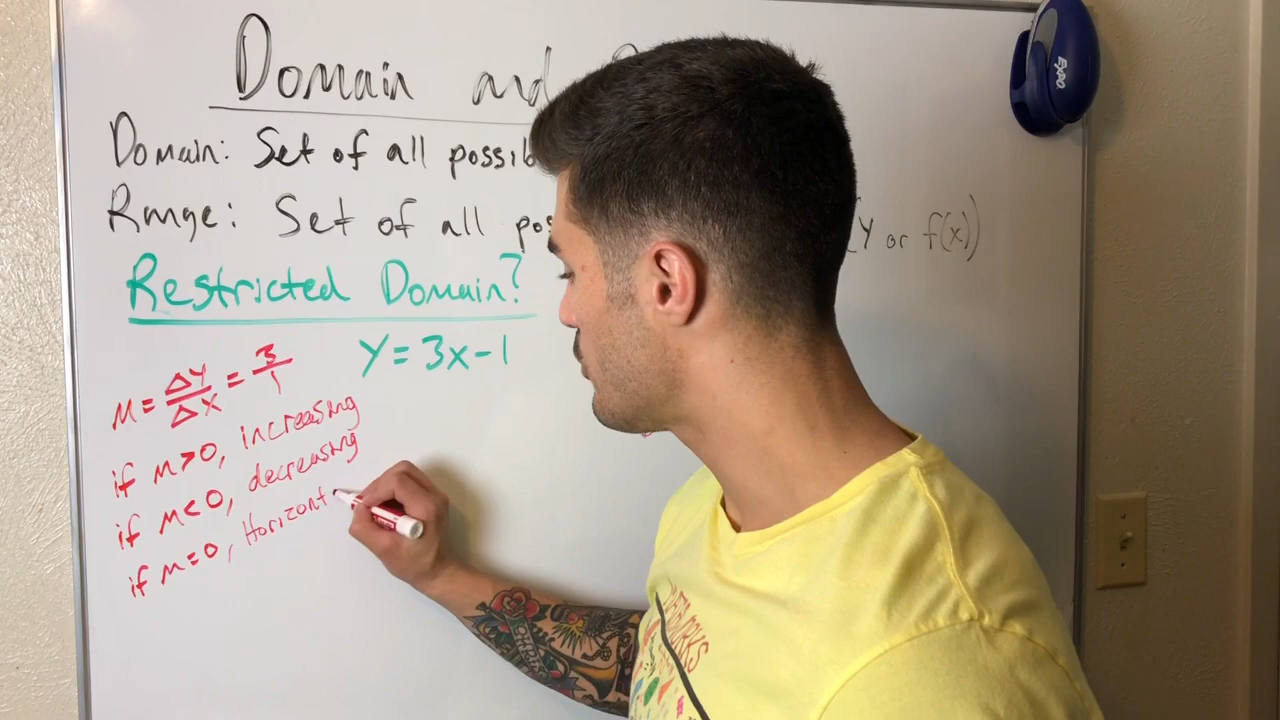 Domain and
Domain: Set of all possib
Range: Set of all pos
(Y or f(x))
Restricted Domain?
Y = 3x - 1
M = ΔY/ΔX = 3/1
if M > 0, increasing
if M < 0, decreasing
if M = 0, Horizont
EXPO